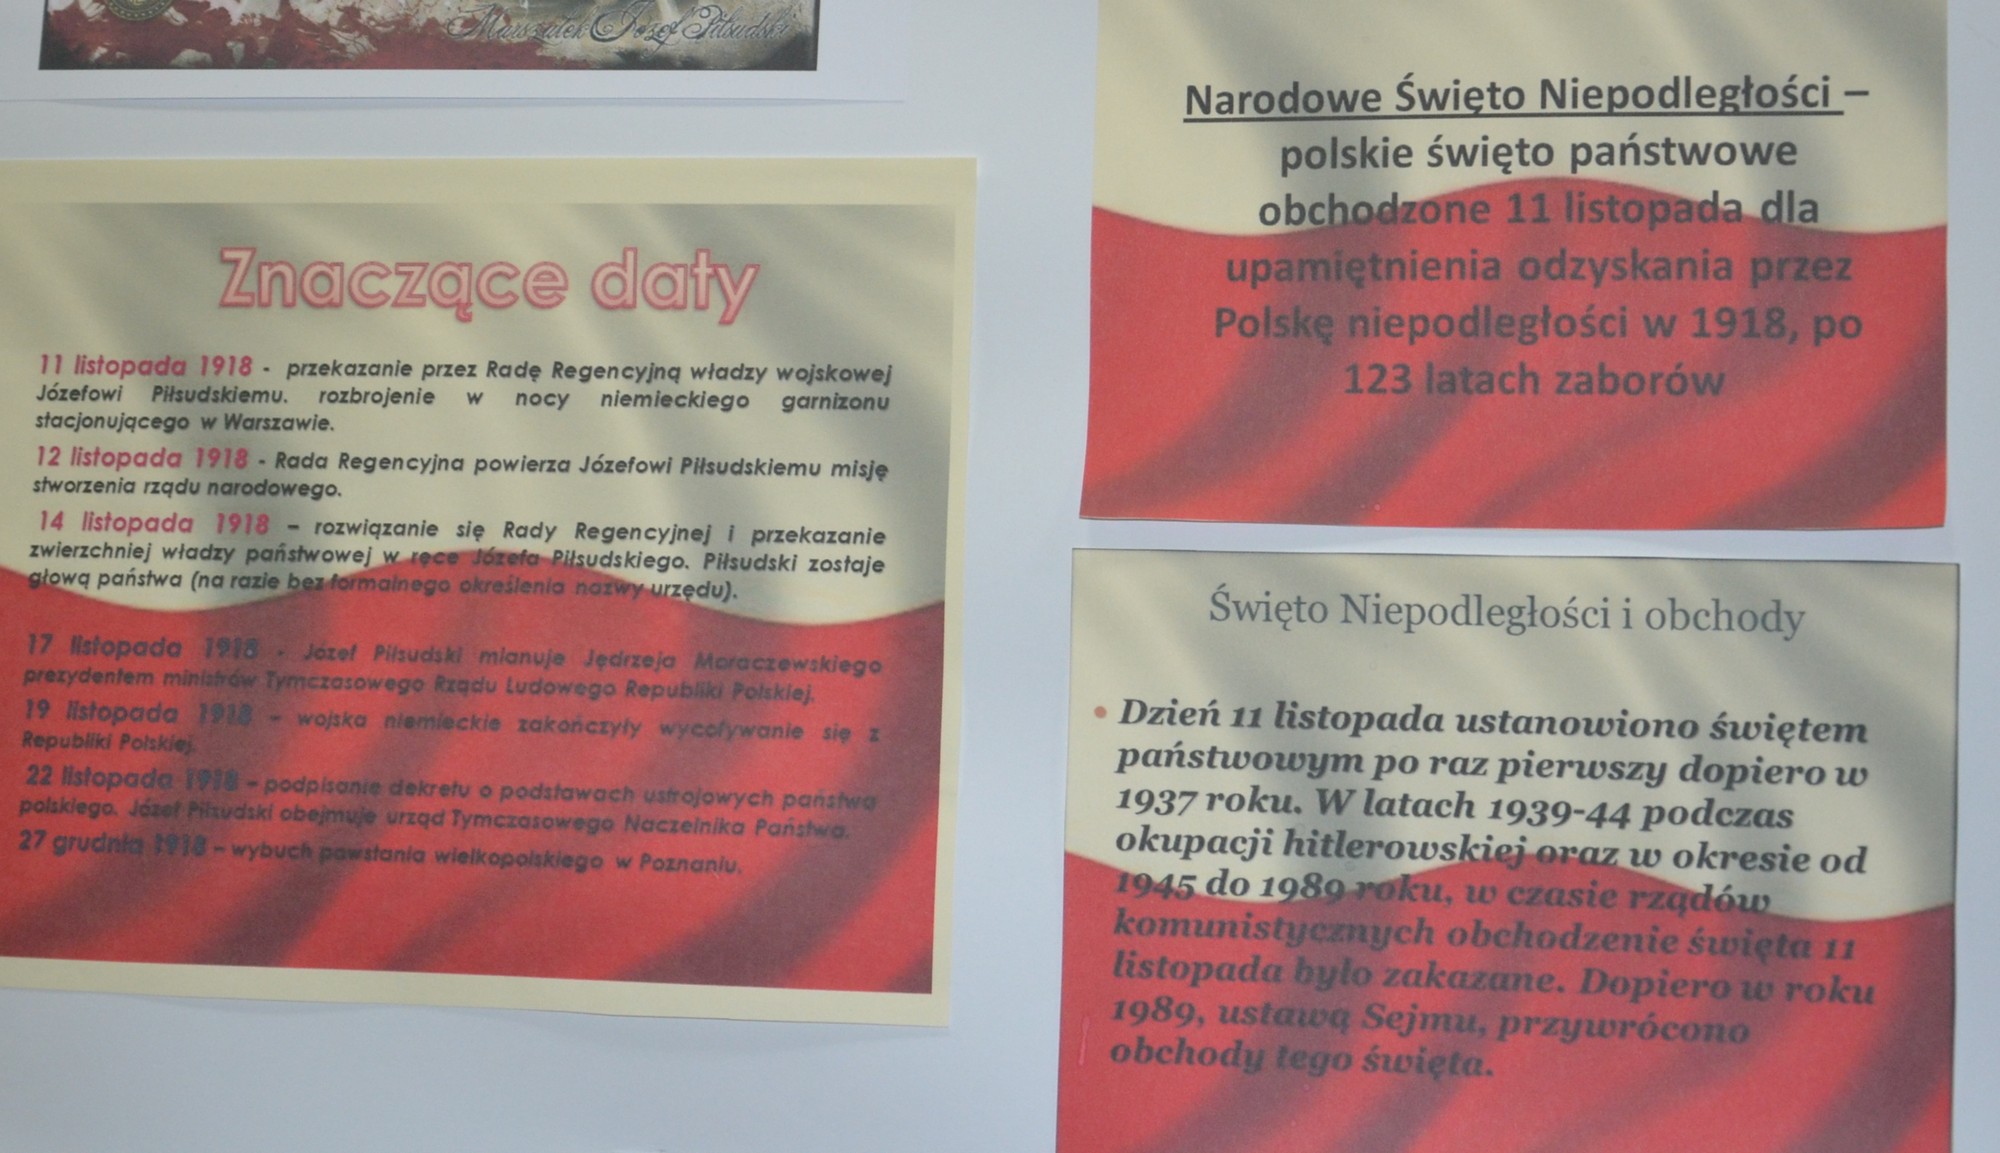 Marszałek Józef Piłsudski
Znaczące daty
11 listopada 1918 - przekazanie przez Radę Regencyjną władzy wojskowej
Józefowi Piłsudskiemu. rozbrojenie w nocy niemieckiego garnizonu
stacjonującego w Warszawie.
12 listopada 1918 - Rada Regencyjna powierza Józefowi Piłsudskiemu misję
stworzenia rządu narodowego.
14 listopada 1918 – rozwiązanie się Rady Regencyjnej i przekazanie
zwierzchniej władzy państwowej w ręce Józefa Piłsudskiego. Piłsudski zostaje
głową państwa (na razie bez formalnego określenia nazwy urzędu).
17 listopada 1918 - Józef Piłsudski mianuje Jędrzeja Moraczewskiego
prezydentem ministrów Tymczasowego Rządu Ludowego Republiki Polskiej.
19 listopada 1918 – wojska niemieckie zakończyły wycofywanie się z
Republiki Polskiej.
22 listopada 1918 – podpisanie dekretu o podstawach ustrojowych państwa
polskiego. Józef Piłsudski obejmuje urząd Tymczasowego Naczelnika Państwa.
27 grudnia 1918 – wybuch powstania wielkopolskiego w Poznaniu.
Narodowe Święto Niepodległości –
polskie święto państwowe
obchodzone 11 listopada dla
upamiętnienia odzyskania przez
Polskę niepodległości w 1918, po
123 latach zaborów
Święto Niepodległości i obchody
• Dzień 11 listopada ustanowiono świętem
państwowym po raz pierwszy dopiero w
1937 roku. W latach 1939-44 podczas
okupacji hitlerowskiej oraz w okresie od
1945 do 1989 roku, w czasie rządów
komunistycznych obchodzenie święta 11
listopada było zakazane. Dopiero w roku
1989, ustawą Sejmu, przywrócono
obchody tego święta.